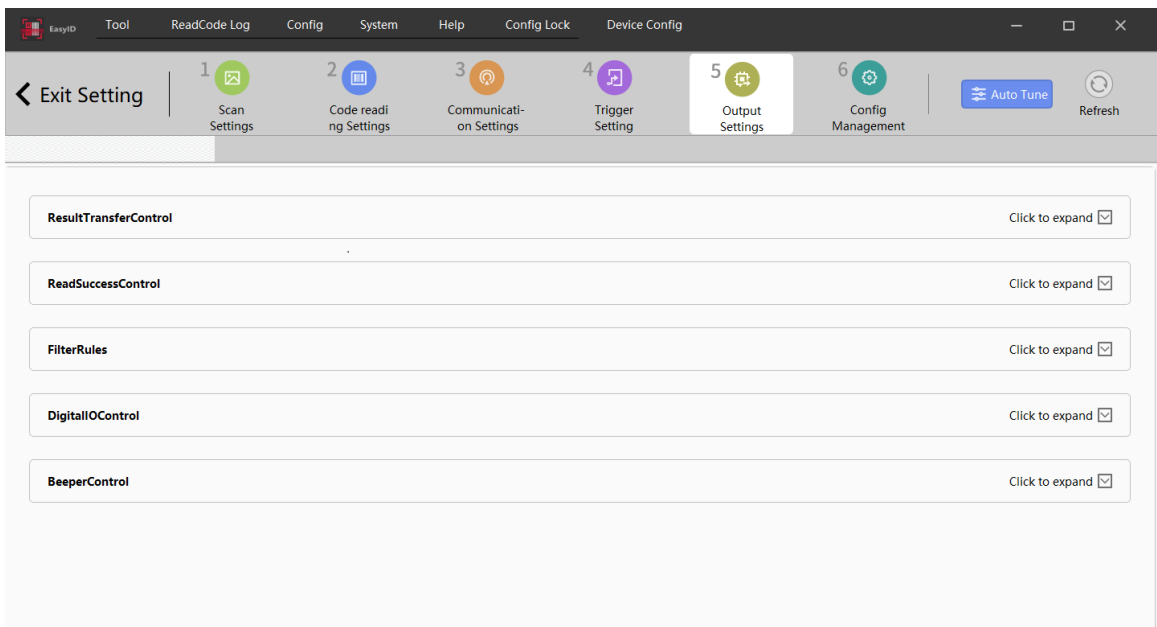 EasyID Tool ReadCode Log Config System Help Config Lock Device Config
Exit Setting
1
Scan
Settings
2
Code readi
ng Settings
3
Communicati-
on Settings
4
Trigger
Setting
5
Output
Settings
6
Config
Management
Auto Tune
Refresh
ResultTransferControl Click to expand
ReadSuccessControl Click to expand
FilterRules Click to expand
DigitalIOControl Click to expand
BeeperControl Click to expand